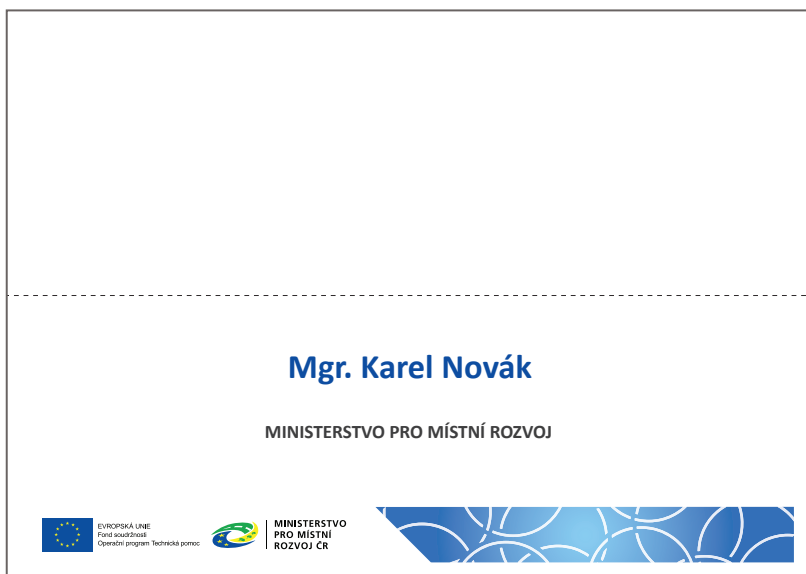 Mgr. Karel Novák
MINISTERSTVO PRO MÍSTNÍ ROZVOJ
EVROPSKÁ UNIE
Fond soudržnosti
Operační program Technická pomoc
MINISTERSTVO
PRO MÍSTNÍ
ROZVOJ ČR